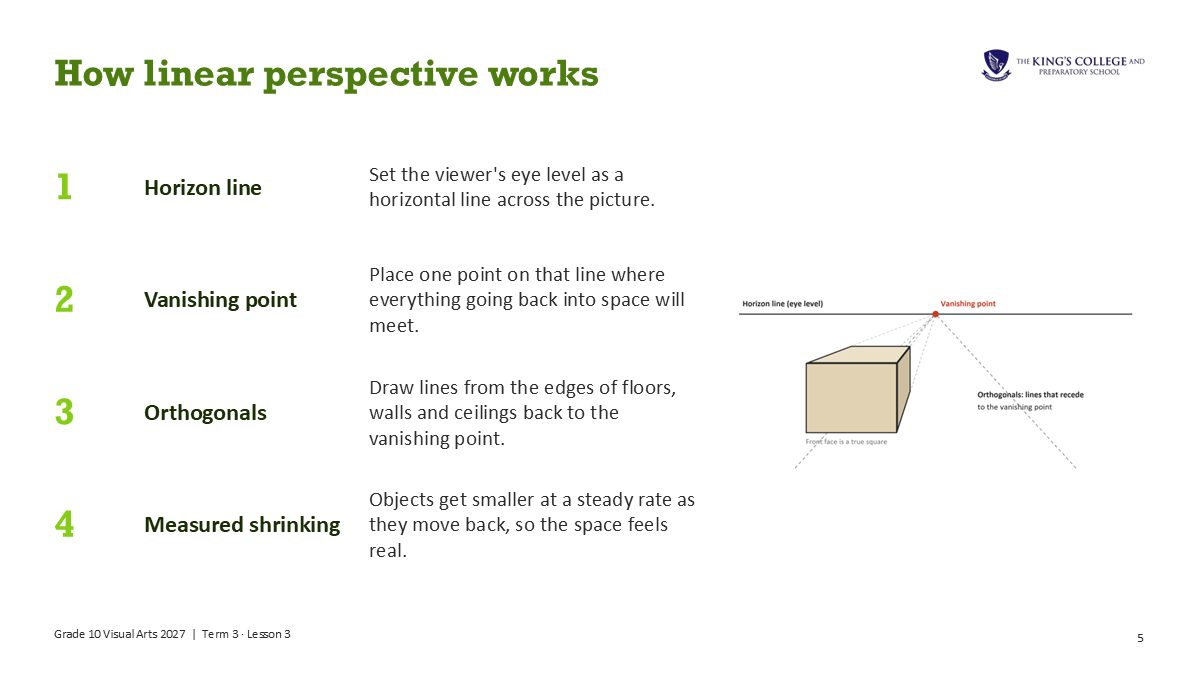 How linear perspective works
THE KING'S COLLEGE AND
PREPARATORY SCHOOL
1
Horizon line
Set the viewer's eye level as a
horizontal line across the picture.
2
Vanishing point
Place one point on that line where
everything going back into space will
meet.
3
Orthogonals
Draw lines from the edges of floors,
walls and ceilings back to the
vanishing point.
4
Measured shrinking
Objects get smaller at a steady rate as
they move back, so the space feels
real.
Horizon line (eye level)
Vanishing point
Orthogonals: lines that recede
to the vanishing point
Front face is a true square
Grade 10 Visual Arts 2027 | Term 3 · Lesson 3
5